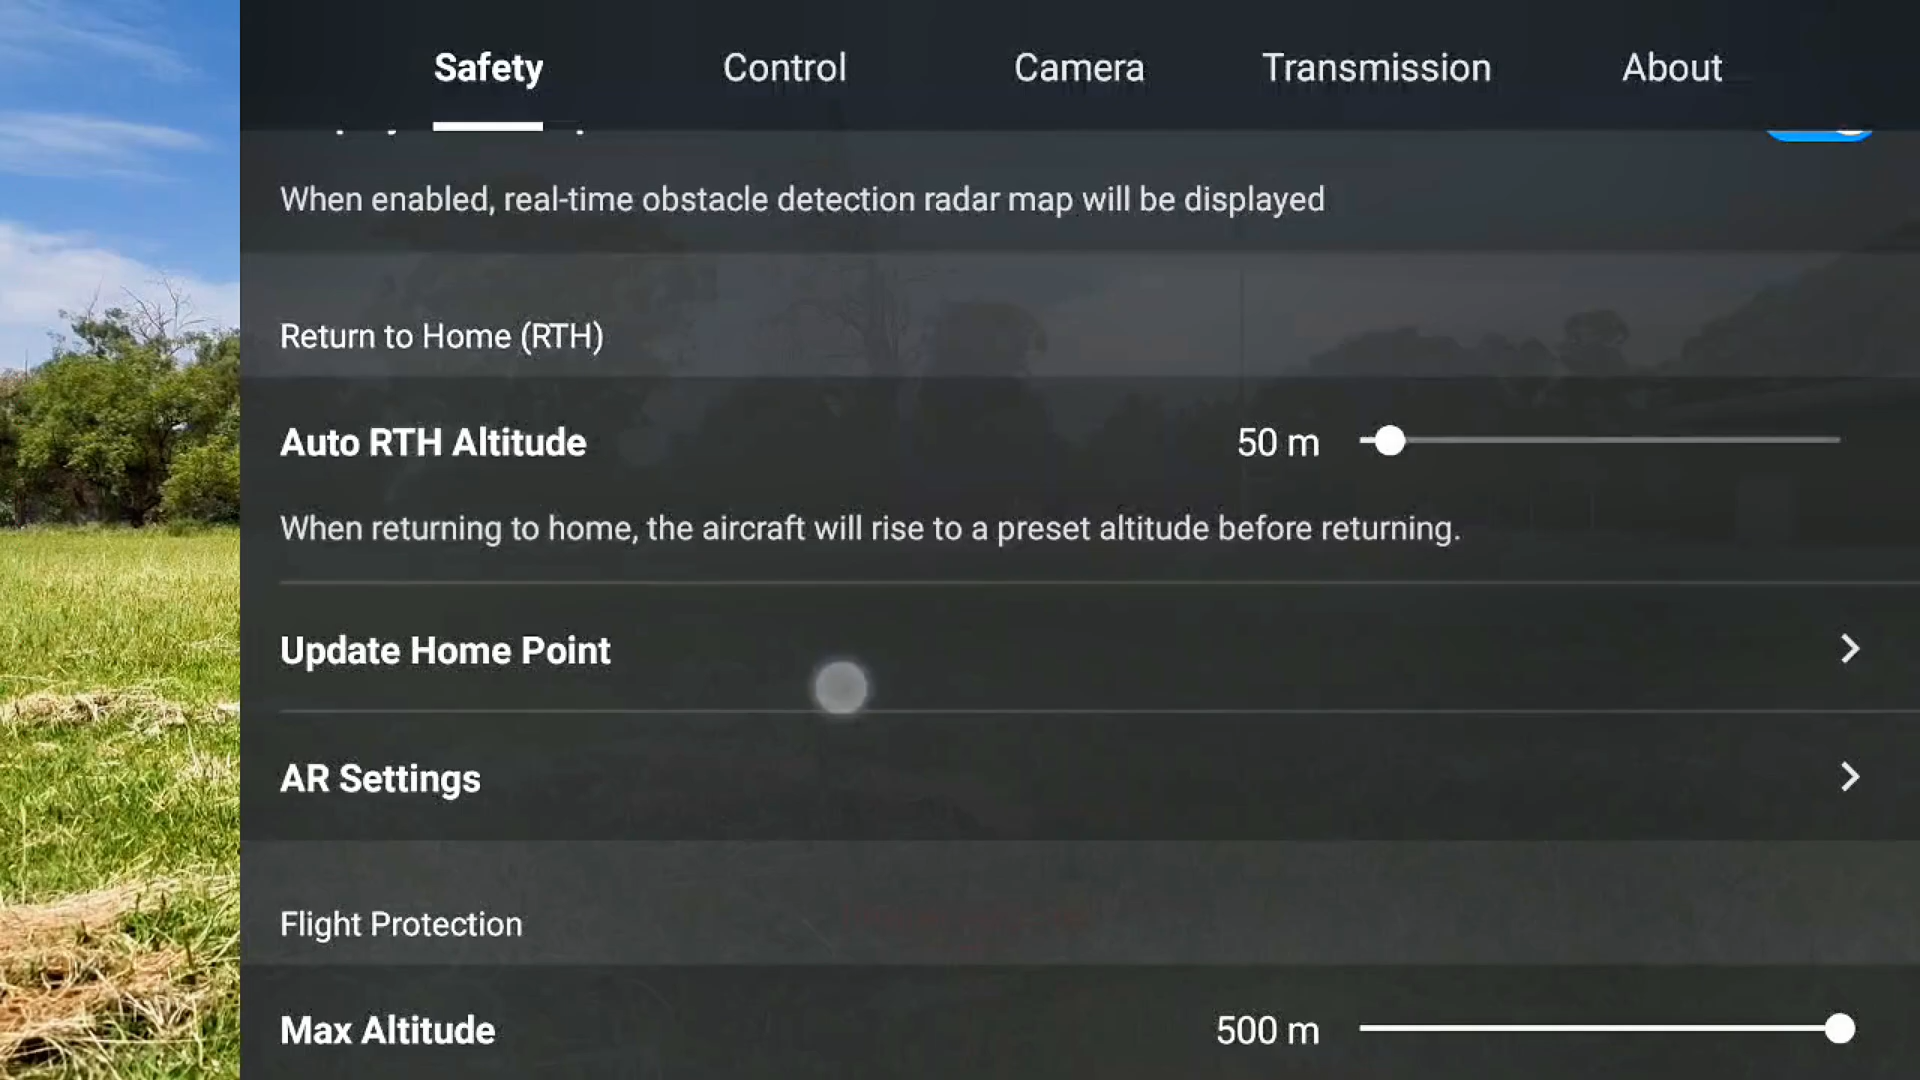 Safety Control Camera Transmission About
When enabled, real-time obstacle detection radar map will be displayed
Return to Home (RTH)
Auto RTH Altitude 50 m
When returning to home, the aircraft will rise to a preset altitude before returning.
Update Home Point
AR Settings
Flight Protection
Max Altitude 500 m